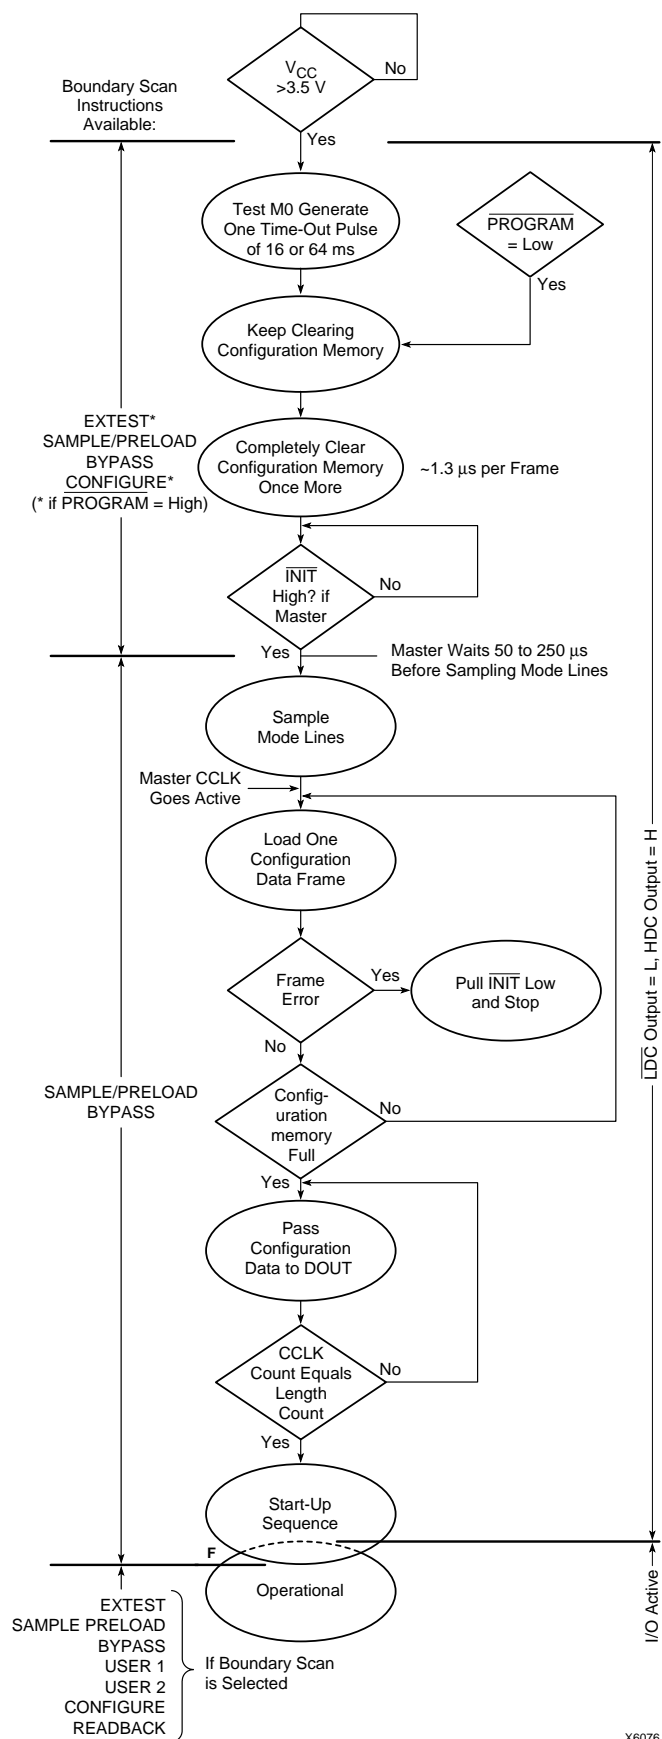 Boundary Scan
Instructions
Available:
VCC
>3.5 V
No
Yes
Test M0 Generate
One Time-Out Pulse
of 16 or 64 ms
PROGRAM
= Low
Yes
Keep Clearing
Configuration Memory
EXTEST*
SAMPLE/PRELOAD
BYPASS
CONFIGURE*
(* if PROGRAM = High)
Completely Clear
Configuration Memory
Once More
~1.3 µs per Frame
INIT
High? if
Master
No
Yes
Master Waits 50 to 250 µs
Before Sampling Mode Lines
Sample
Mode Lines
Master CCLK
Goes Active
Load One
Configuration
Data Frame
LDC Output = L, HDC Output = H
Frame
Error
Yes
Pull INIT Low
and Stop
No
SAMPLE/PRELOAD
BYPASS
Config-
uration
memory
Full
No
Yes
Pass
Configuration
Data to DOUT
CCLK
Count Equals
Length
Count
No
Yes
Start-Up
Sequence
F
Operational
I/O Active
EXTEST
SAMPLE PRELOAD
BYPASS
USER 1
USER 2
CONFIGURE
READBACK
If Boundary Scan
is Selected
X6076